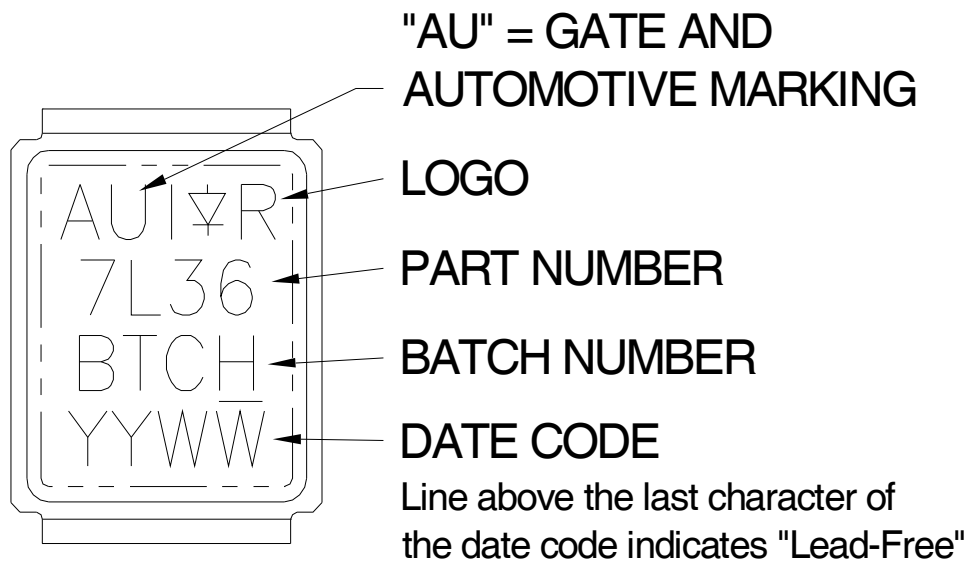 "AU" = GATE AND
AUTOMOTIVE MARKING
AUI R
LOGO
7L36
PART NUMBER
BTCH
BATCH NUMBER
YYWW
DATE CODE
Line above the last character of
the date code indicates "Lead-Free"